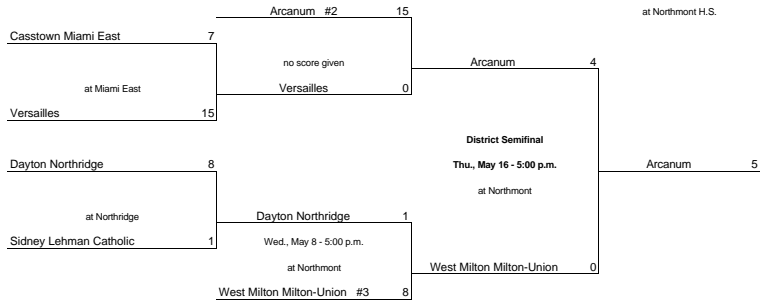 Arcanum #2 15
at Northmont H.S.
Casstown Miami East 7
no score given
Arcanum 4
at Miami East
Versailles 0
Versailles 15
District Semifinal
Dayton Northridge 8
Thu., May 16 - 5:00 p.m.
Arcanum 5
at Northmont
at Northridge
Dayton Northridge 1
Sidney Lehman Catholic 1
Wed., May 8 - 5:00 p.m.
at Northmont
West Milton Milton-Union 0
West Milton Milton-Union #3 8